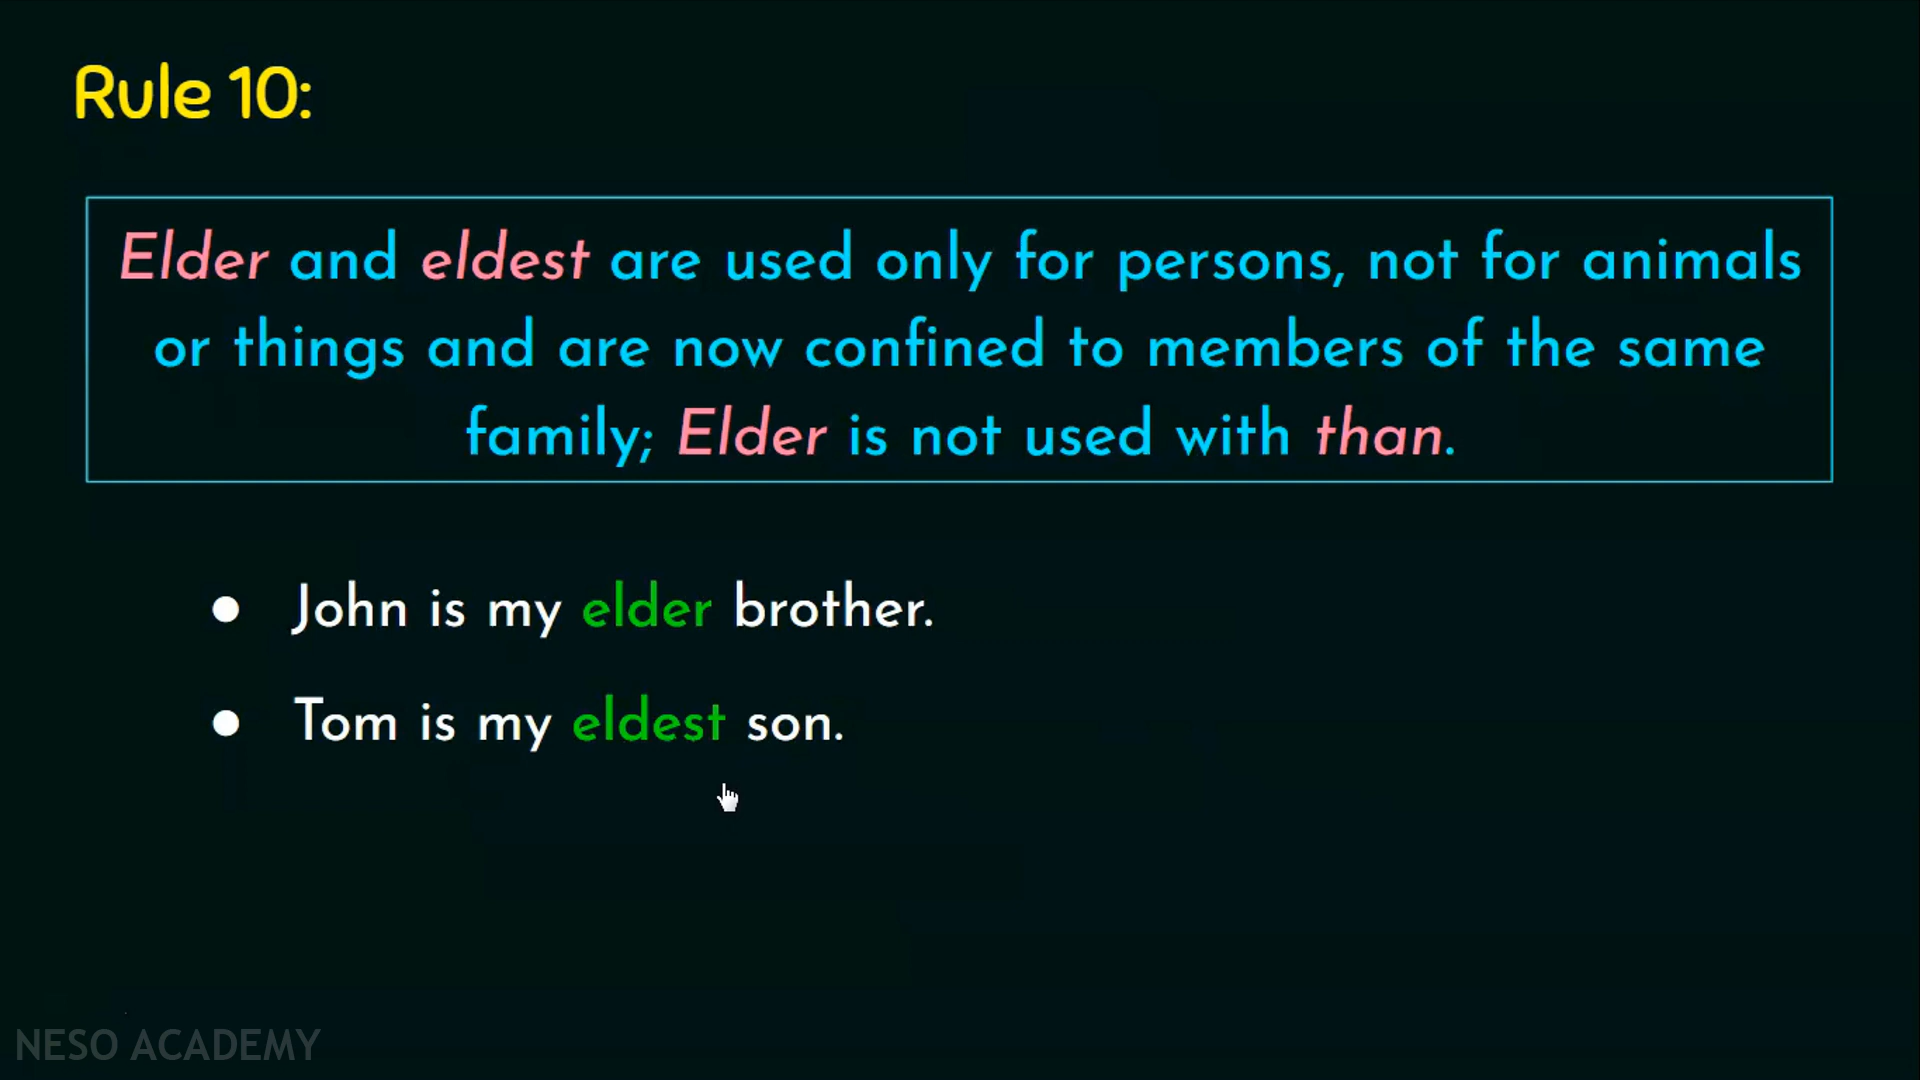 Rule 10:
Elder and eldest are used only for persons, not for animals
or things and are now confined to members of the same
family; Elder is not used with than.
● John is my elder brother.
● Tom is my eldest son.
NESO ACADEMY